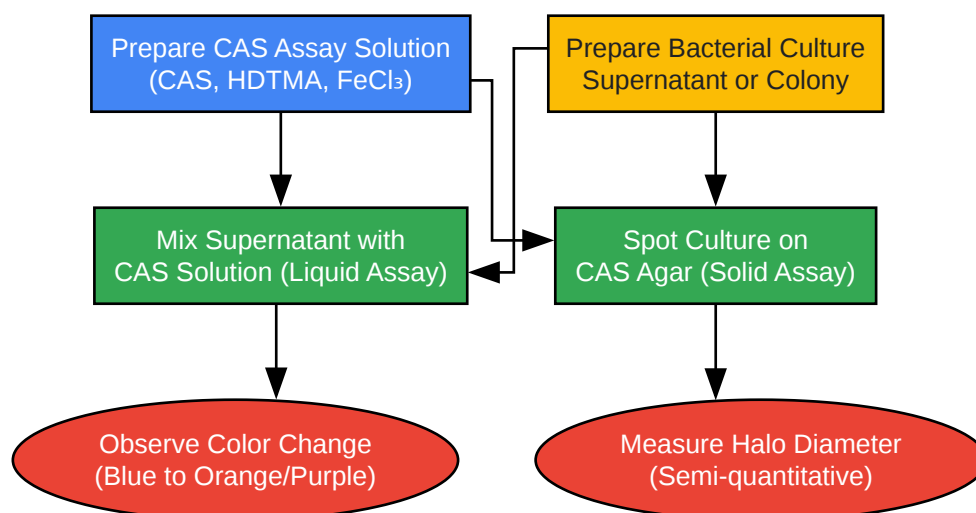 Prepare CAS Assay Solution
(CAS, HDTMA, FeCl₃)
Prepare Bacterial Culture
Supernatant or Colony
Mix Supernatant with
CAS Solution (Liquid Assay)
Spot Culture on
CAS Agar (Solid Assay)
Observe Color Change
(Blue to Orange/Purple)
Measure Halo Diameter
(Semi-quantitative)